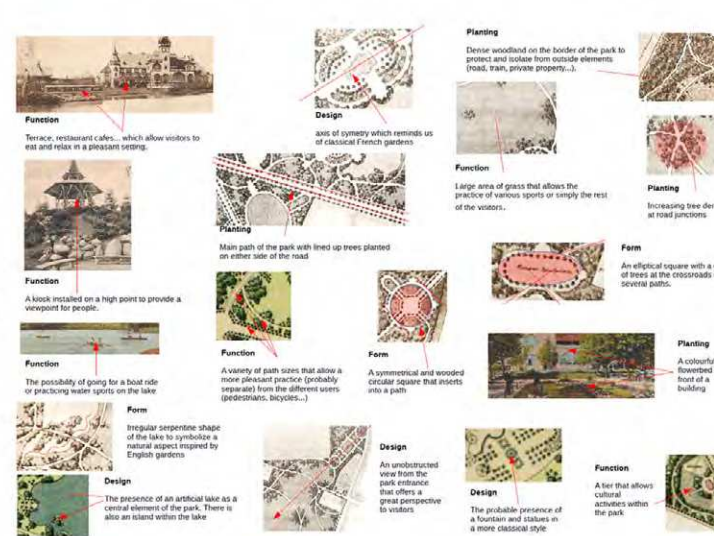 Function
Terrace, restaurant cafes... which allow visitors to
eat and relax in a pleasant setting.
Design
axis of symetry which reminds us
of classical French gardens
Planting
Dense woodland on the border of the park to
protect and isolate from outside elements
(road, train, private property...).
Function
Large area of grass that allows the
practice of various sports or simply the rest
of the visitors.
Planting
Increasing tree
at road junctions
Function
A kiosk installed on a high point to provide a
viewpoint for people.
Planting
Main path of the park with lined up trees planted
on either side of the road
Form
An elliptical square with a
of trees at the crossroads
several paths.
Function
The possibility of going for a boat ride
or practicing water sports on the lake
Function
A variety of path sizes that allow a
more pleasant practice (probably
separate) from the different users
(pedestrians, bicycles...)
Form
A symmetrical and wooded
circular square that inserts
into a path
Planting
A colourful
flowerbed
front of a
building
Form
Irregular serpentine shape
of the lake to symbolize a
natural aspect inspired by
English gardens
Design
The presence of an artificial lake as a
central element of the park. There is
also an island within the lake
Design
An unobstructed
view from the
park entrance
that offers a
great perspective
to visitors
Design
The probable presence of
a fountain and statues in
a more classical style
Function
A tier that allows
cultural
activities within
the park